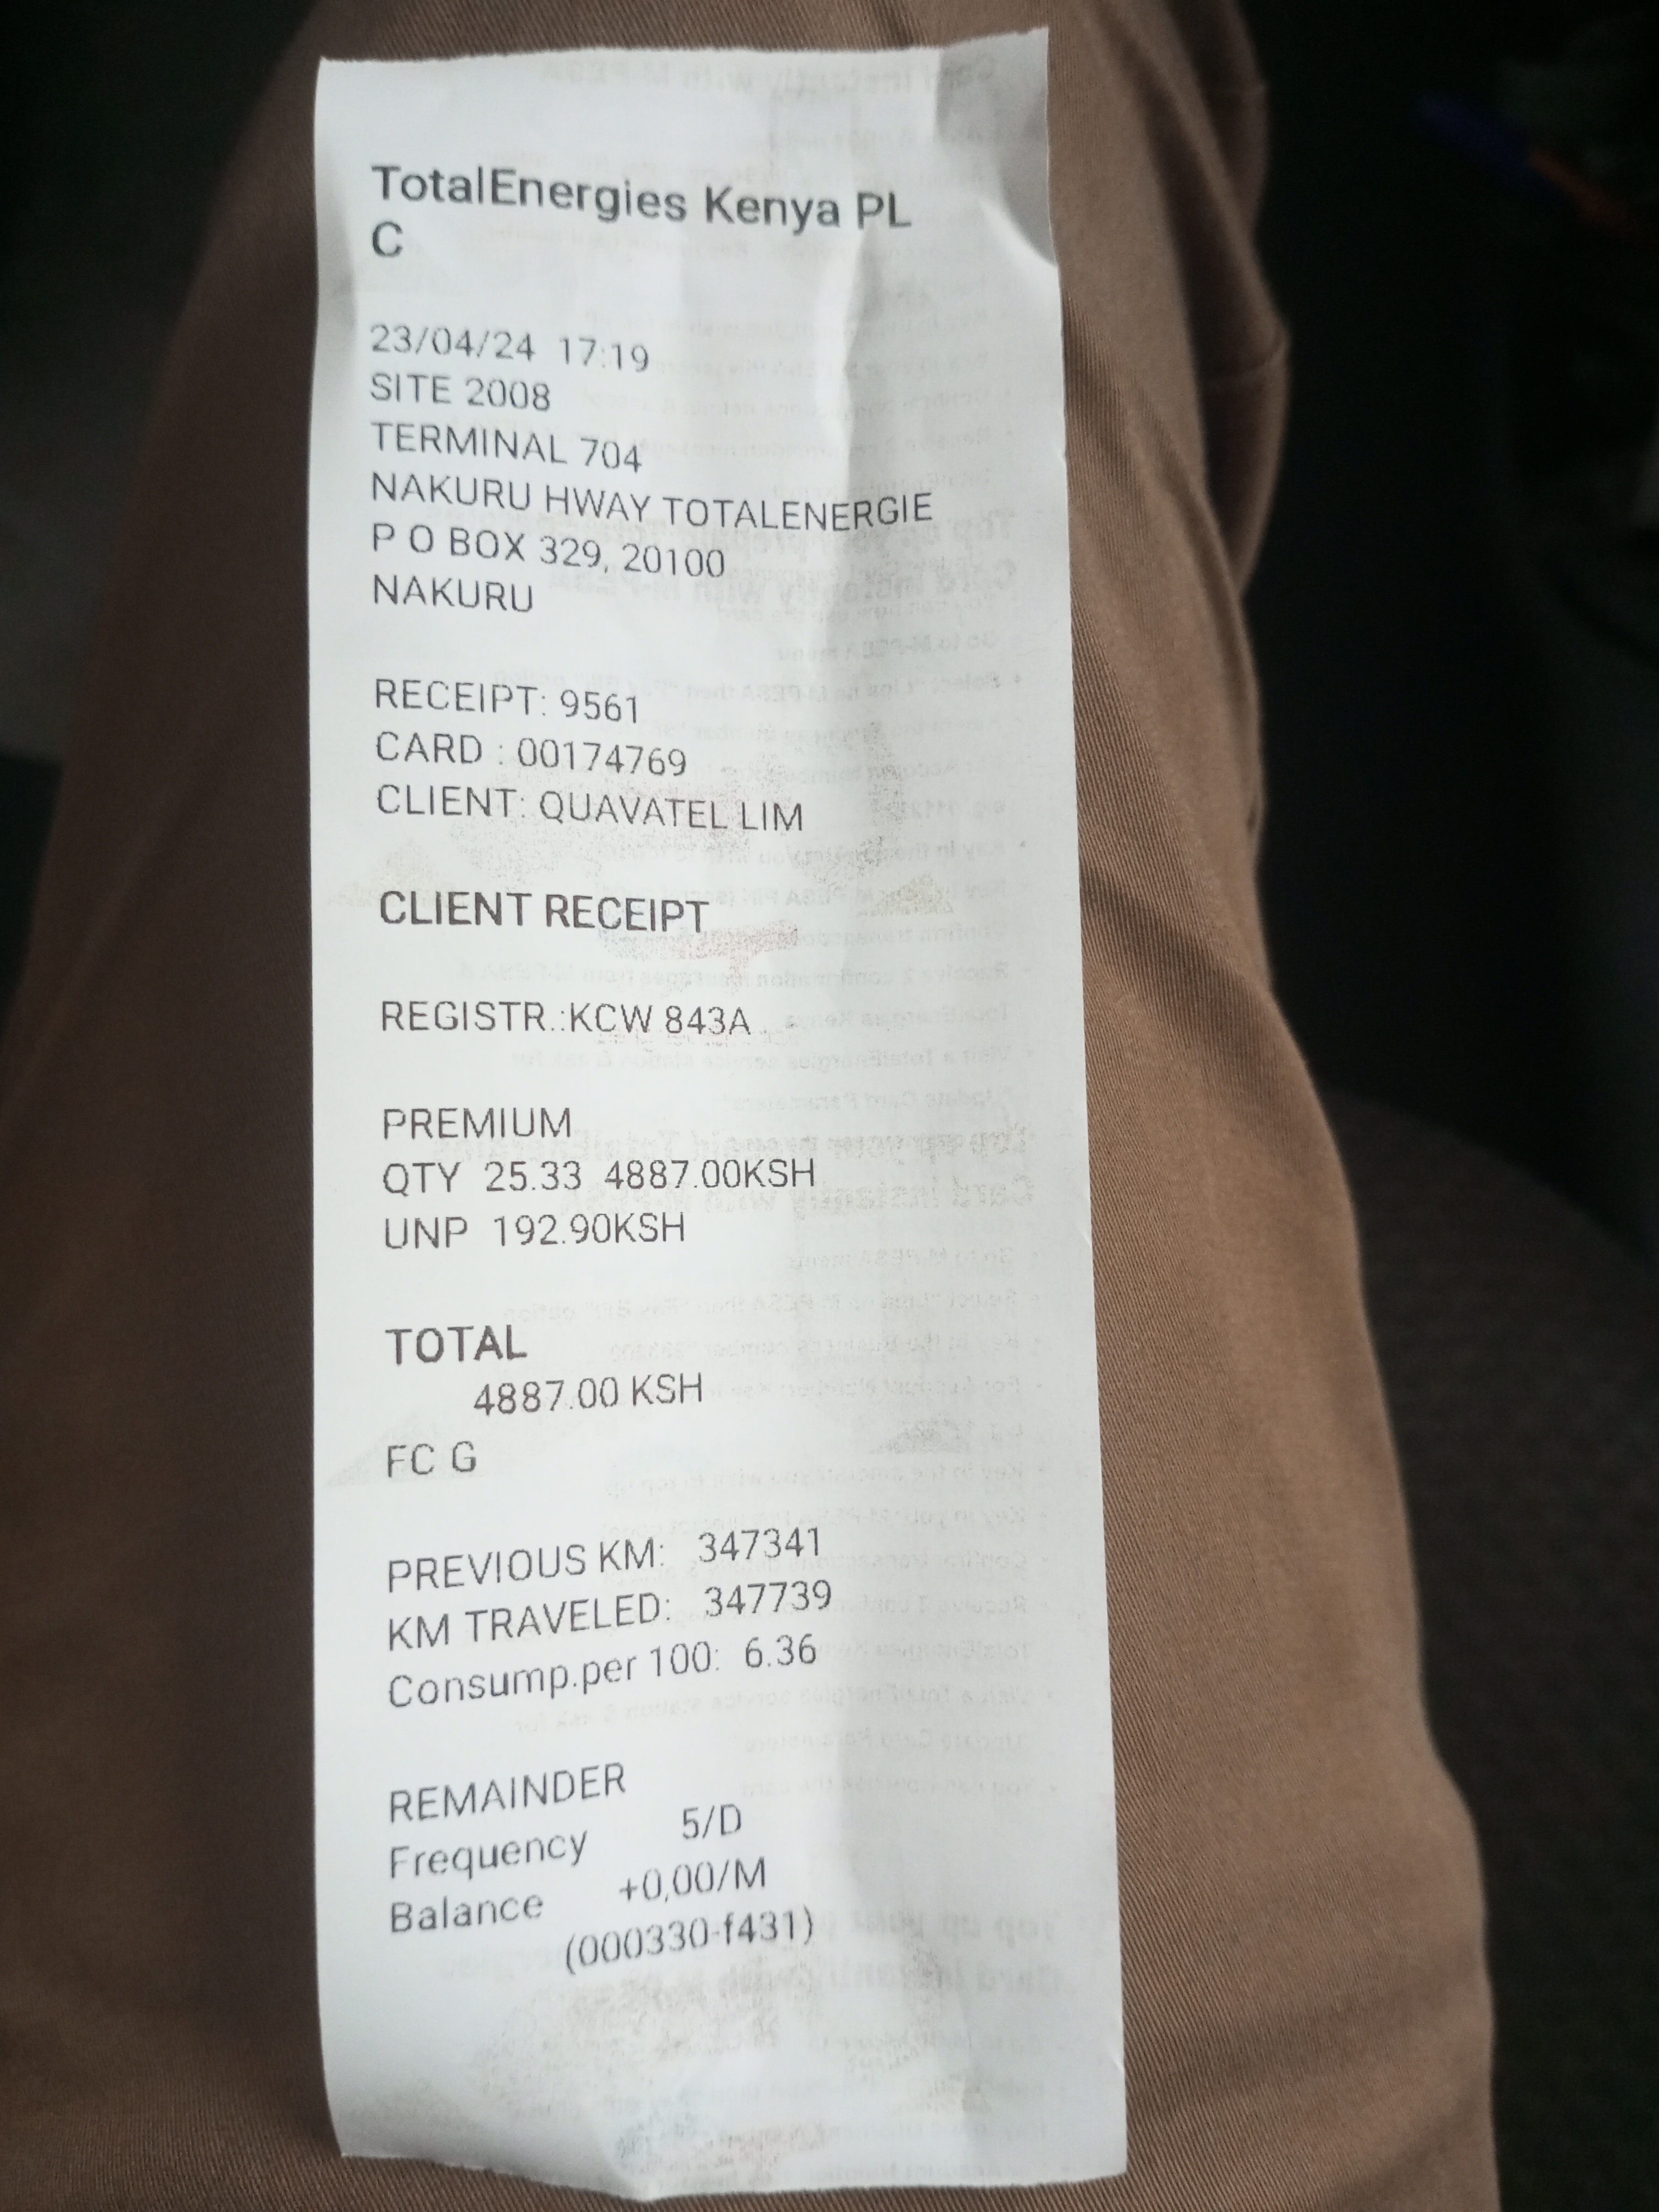 TotalEnergies Kenya PL
C
23/04/24 17:19
SITE 2008
TERMINAL 704
NAKURU HWAY TOTALENERGIE
P O BOX 329, 20100
NAKURU
RECEIPT: 9561
CARD : 00174769
CLIENT: QUAVATEL LIM
CLIENT RECEIPT
REGISTR.:KCW 843A
PREMIUM
QTY 25.33 4887.00KSH
UNP 192.90KSH
TOTAL
4887.00 KSH
FC G
PREVIOUS KM: 347341
KM TRAVELED: 347739
Consump.per 100: 6.36
REMAINDER
Frequency 5/D
Balance +0,00/M
(000330-f431)